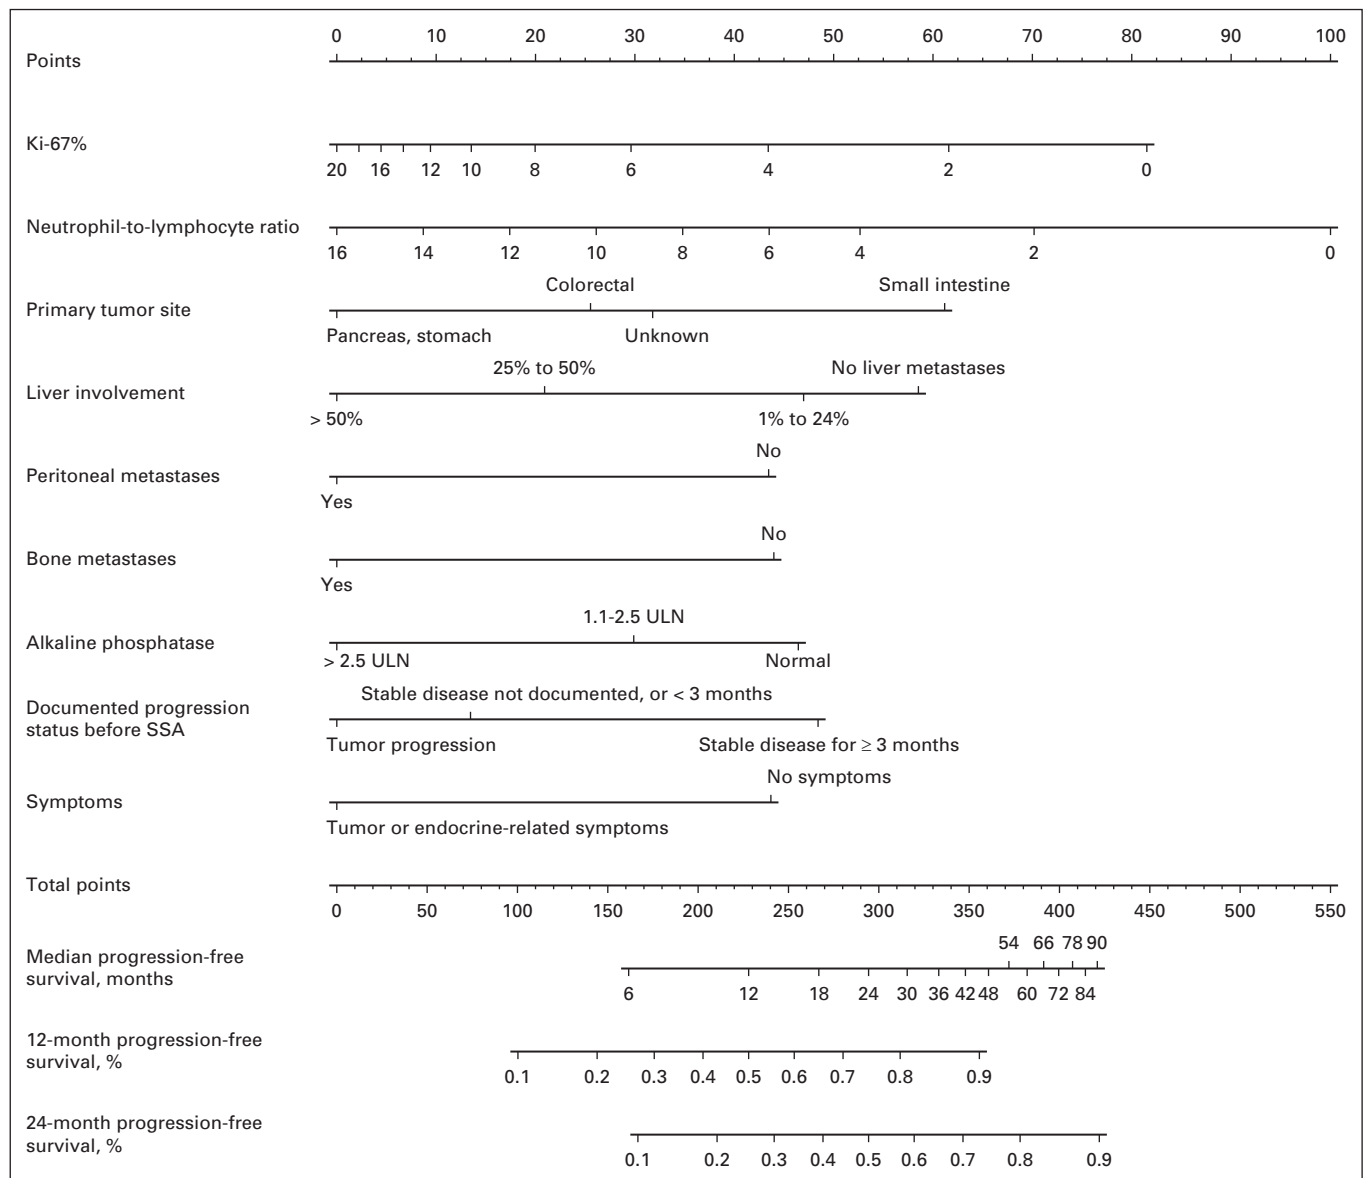 0 10 20 30 40 50 60 70 80 90 100
Points
Ki-67%
20 16 12 10 8 6 4 2 0
Neutrophil-to-lymphocyte ratio
16 14 12 10 8 6 4 2 0
Colorectal Small intestine
Primary tumor site
Pancreas, stomach Unknown
25% to 50% No liver metastases
Liver involvement
> 50% 1% to 24%
No
Peritoneal metastases
Yes
No
Bone metastases
Yes
1.1-2.5 ULN
Alkaline phosphatase
> 2.5 ULN Normal
Stable disease not documented, or < 3 months
Documented progression
status before SSA
Tumor progression Stable disease for ≥ 3 months
No symptoms
Symptoms
Tumor or endocrine-related symptoms
Total points
0 50 100 150 200 250 300 350 400 450 500 550
54 66 78 90
Median progression-free
survival, months
6 12 18 24 30 36 42 48 60 72 84
12-month progression-free
survival, %
0.1 0.2 0.3 0.4 0.5 0.6 0.7 0.8 0.9
24-month progression-free
survival, %
0.1 0.2 0.3 0.4 0.5 0.6 0.7 0.8 0.9